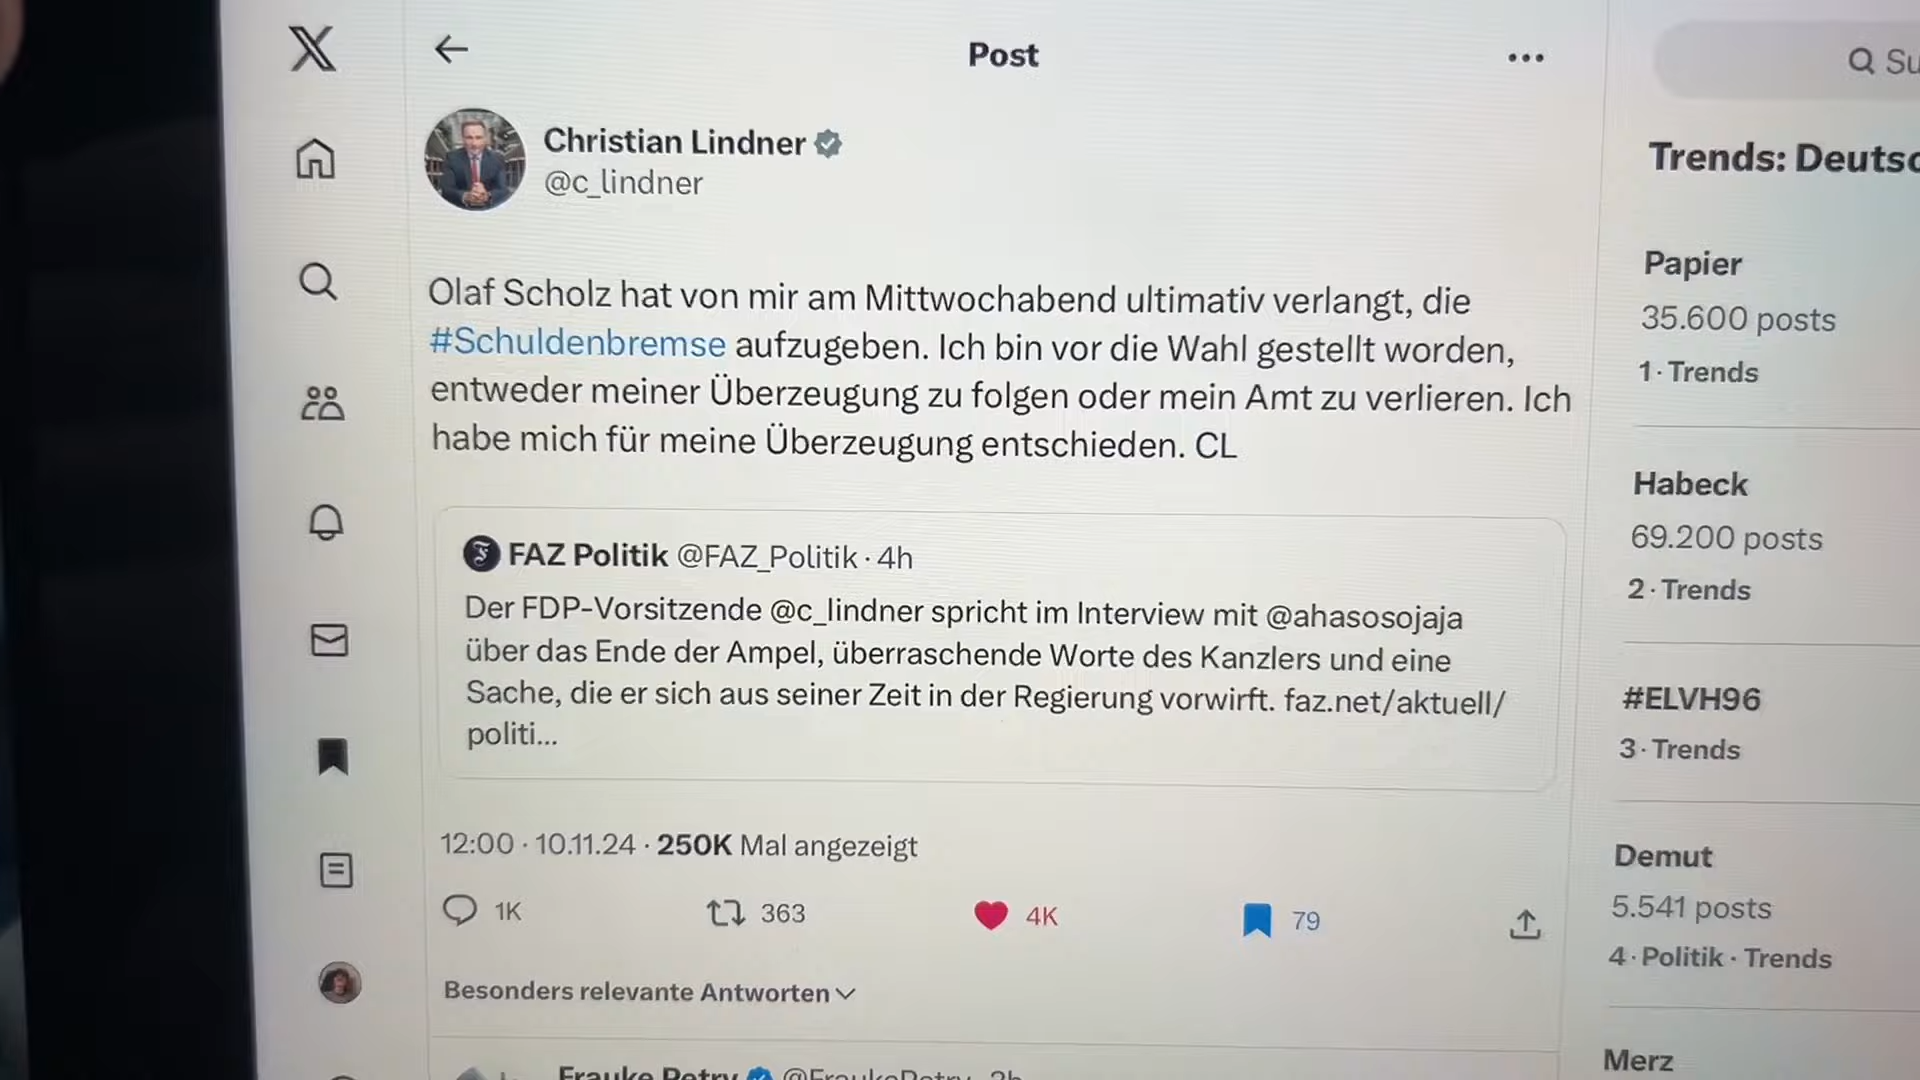 Post
Christian Lindner
@c_lindner
Olaf Scholz hat von mir am Mittwochabend ultimativ verlangt, die
#Schuldenbremse aufzugeben. Ich bin vor die Wahl gestellt worden,
entweder meiner Überzeugung zu folgen oder mein Amt zu verlieren. Ich
habe mich für meine Überzeugung entschieden. CL
FAZ Politik @FAZ_Politik · 4h
Der FDP-Vorsitzende @c_lindner spricht im Interview mit @ahasosojaja
über das Ende der Ampel, überraschende Worte des Kanzlers und eine
Sache, die er sich aus seiner Zeit in der Regierung vorwirft. faz.net/aktuell/
politi...
12:00 · 10.11.24 · 250K Mal angezeigt
1K 363 4K 79
Besonders relevante Antworten
Frauke Petry @FraukePetry · 2h
Su
Trends: Deutsc
Papier
35.600 posts
1 · Trends
Habeck
69.200 posts
2 · Trends
#ELVH96
3 · Trends
Demut
5.541 posts
4 · Politik · Trends
Merz